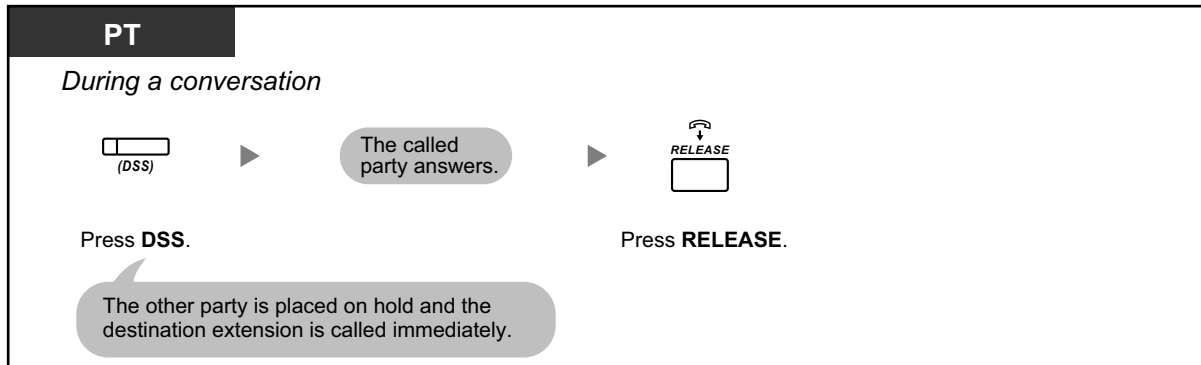 PT
During a conversation
(DSS)
The called
party answers.
RELEASE
Press DSS.
Press RELEASE.
The other party is placed on hold and the
destination extension is called immediately.